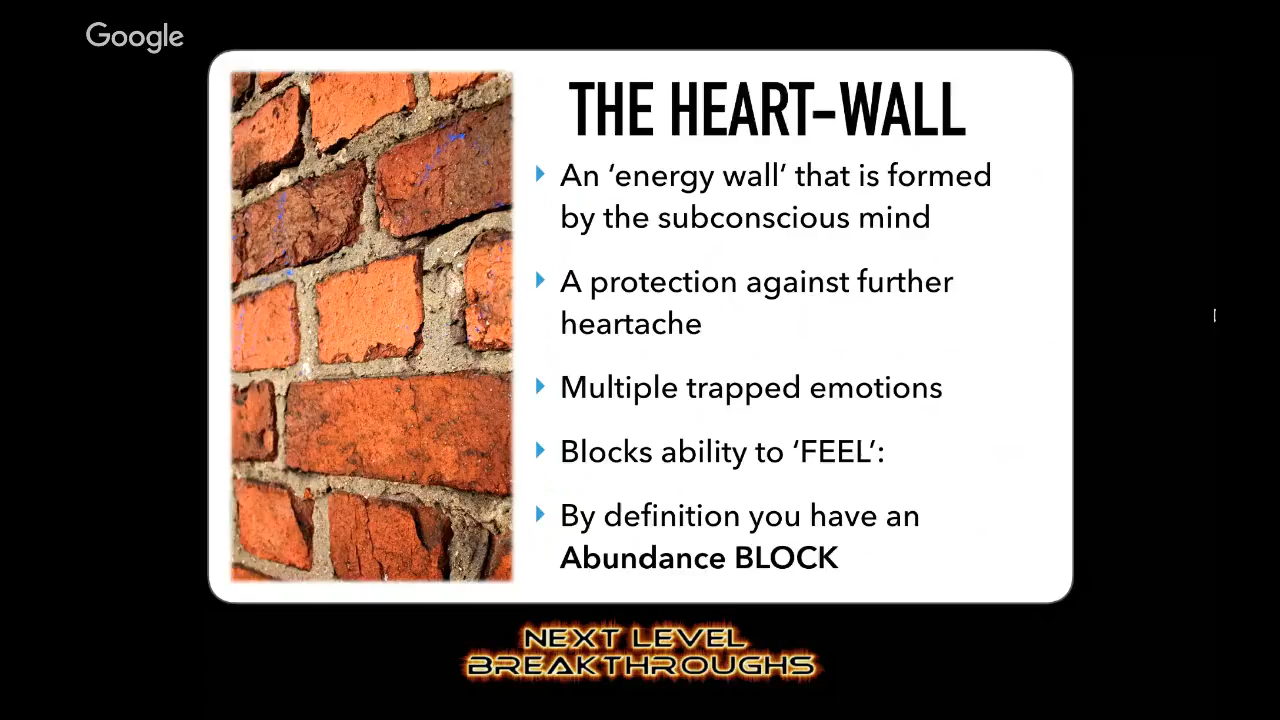 Google
THE HEART-WALL
An ‘energy wall’ that is formed
by the subconscious mind
A protection against further
heartache
Multiple trapped emotions
Blocks ability to ‘FEEL’:
By definition you have an
Abundance BLOCK
NEXT LEVEL
BREAKTHROUGHS